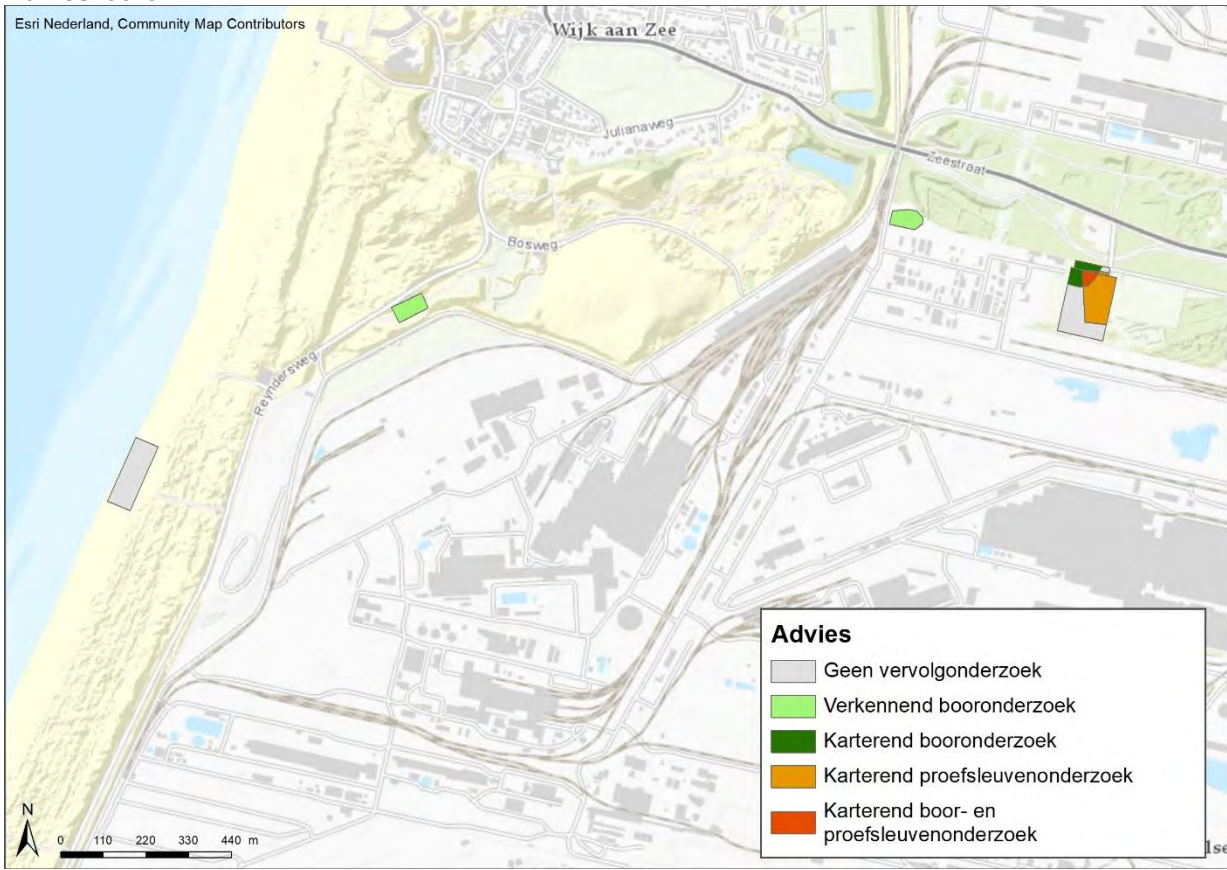 Esri Nederland, Community Map Contributors
Wijk aan Zee
Julianaweg
Zeestraat
Bosweg
Reyndersweg
Advies
Geen vervolgonderzoek
Verkennend booronderzoek
Karterend booronderzoek
Karterend proefsleuvenonderzoek
Karterend boor- en
proefsleuvenonderzoek
N
0 110 220 330 440 m